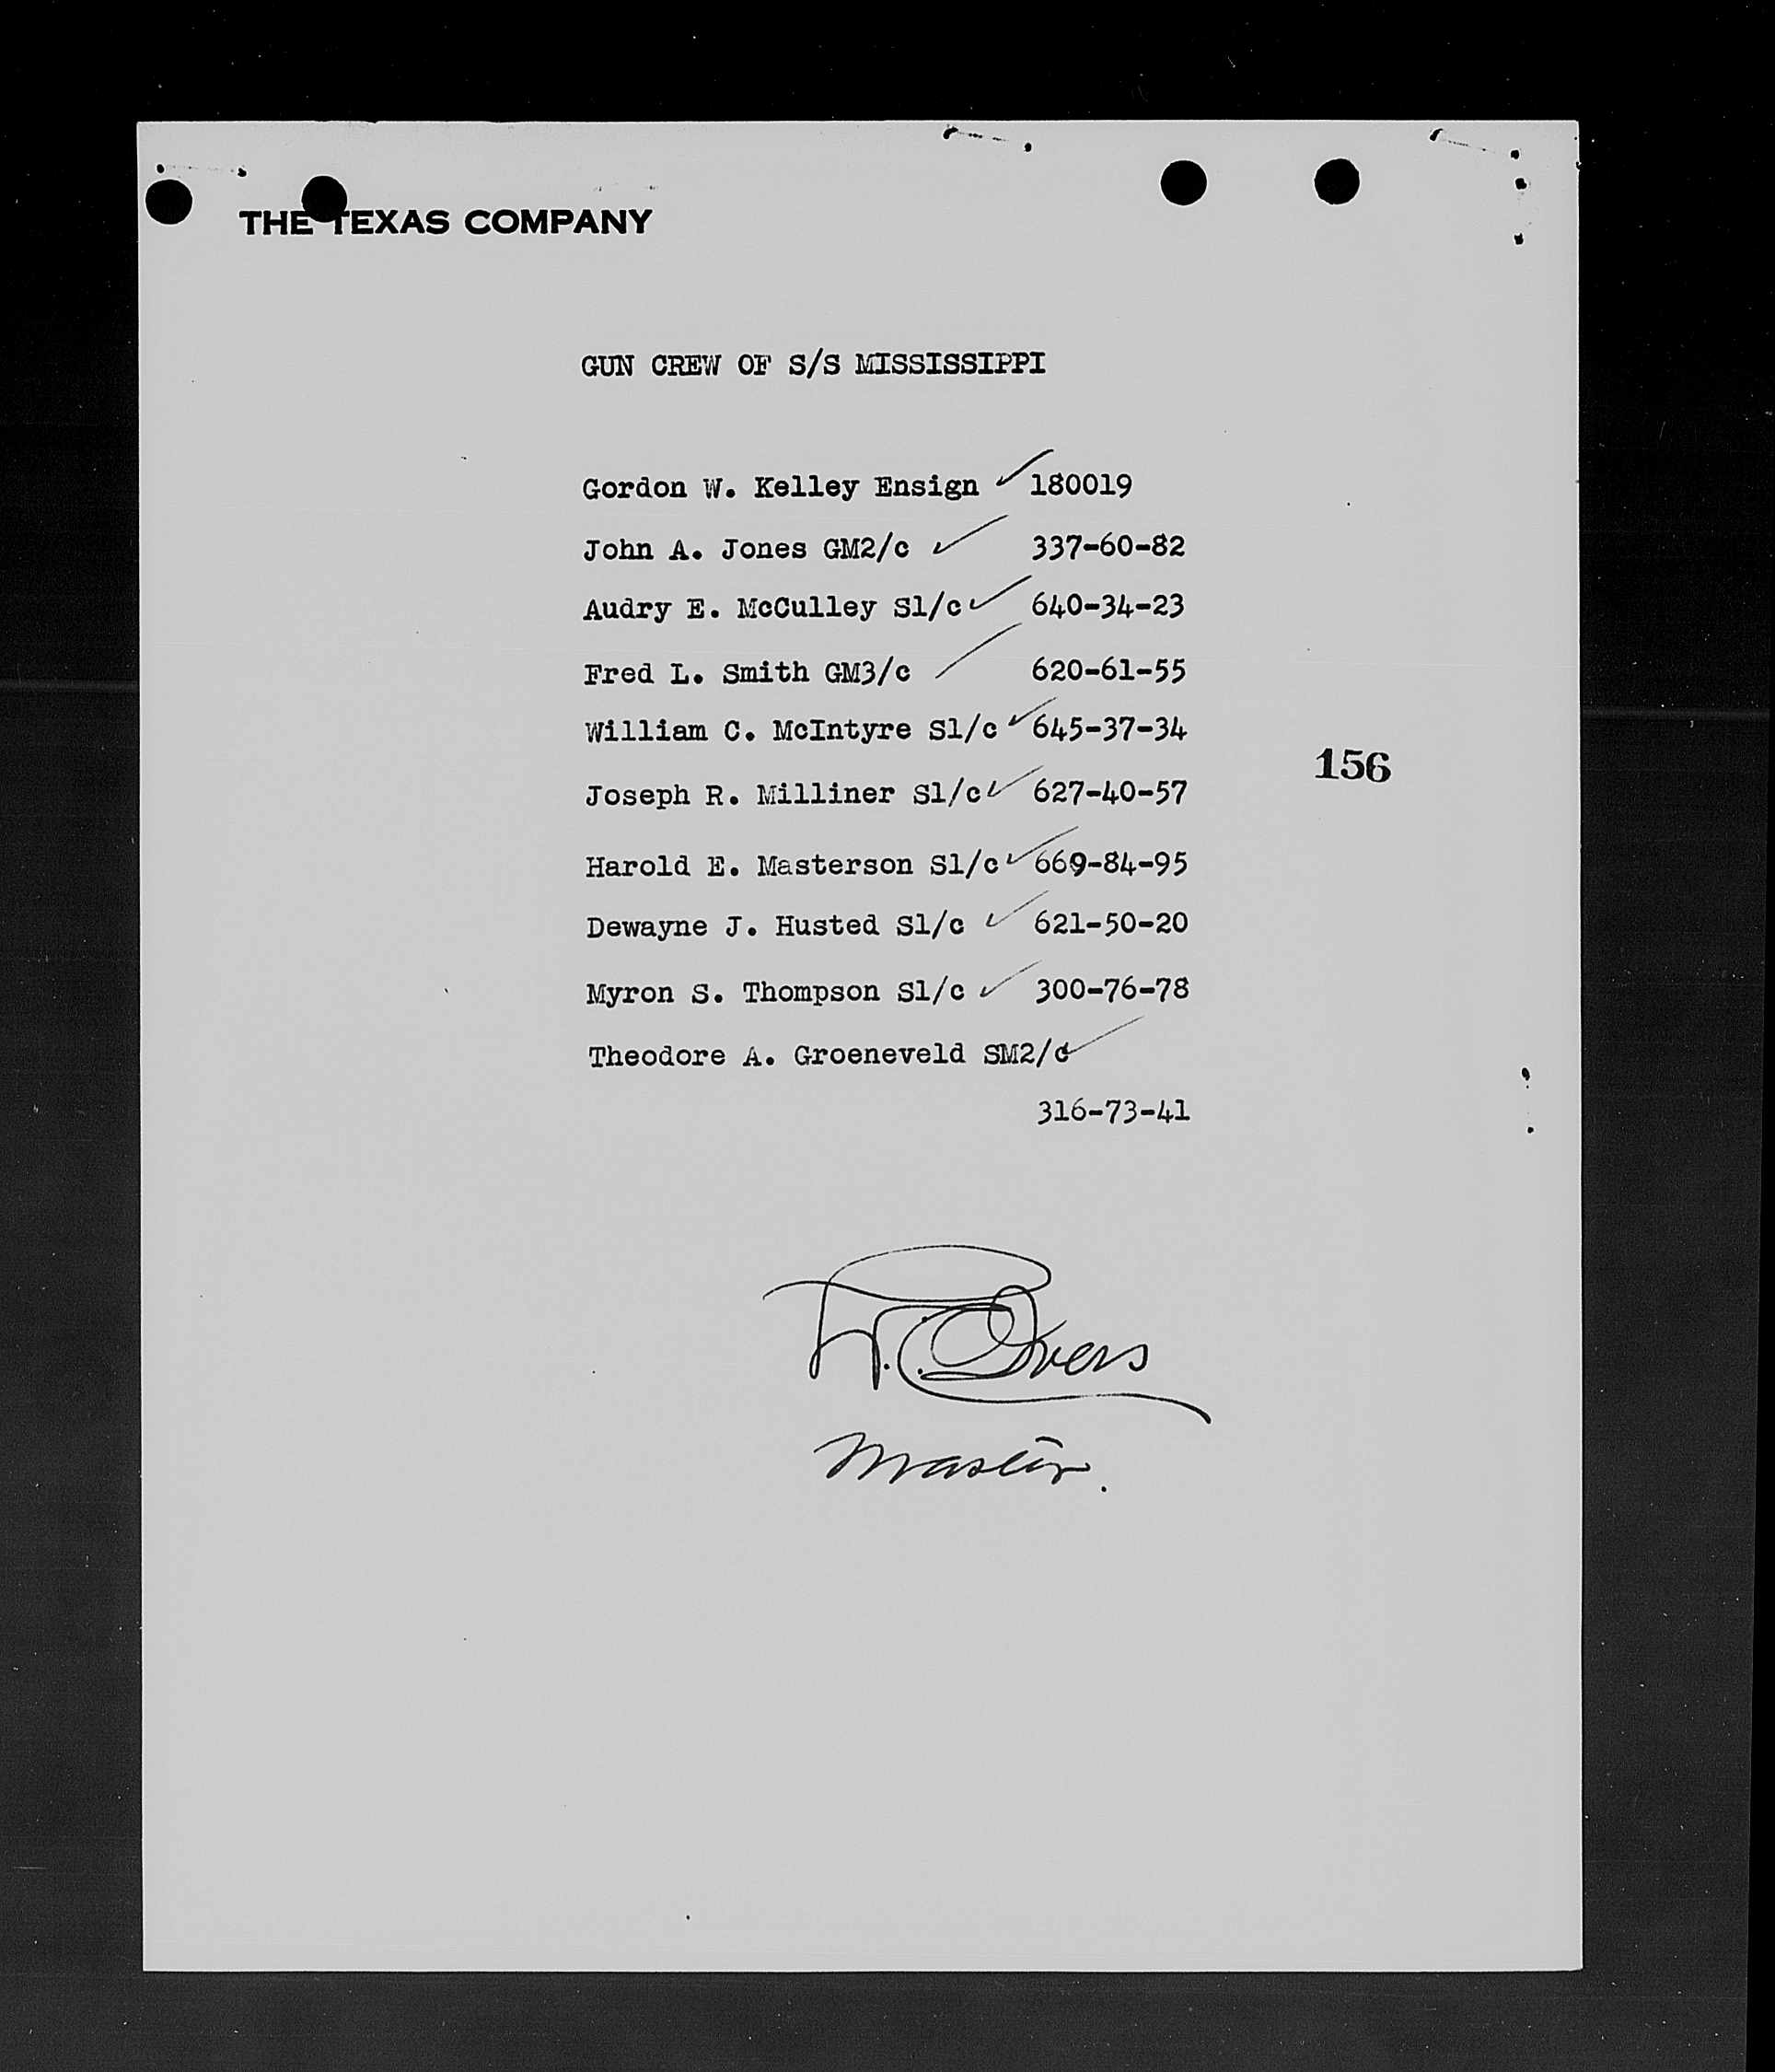 THE TEXAS COMPANY
GUN CREW OF S/S MISSISSIPPI
Gordon W. Kelley Ensign ✓ 180019
John A. Jones GM2/c ✓ 337-60-82
Audry E. McCulley S1/c ✓ 640-34-23
Fred L. Smith GM3/c ✓ 620-61-55
William C. McIntyre S1/c ✓ 645-37-34
156
Joseph R. Milliner S1/c ✓ 627-40-57
Harold E. Masterson S1/c ✓ 669-84-95
Dewayne J. Husted S1/c ✓ 621-50-20
Myron S. Thompson S1/c ✓ 300-76-78
Theodore A. Groeneveld SM2/c ✓
316-73-41
Master.